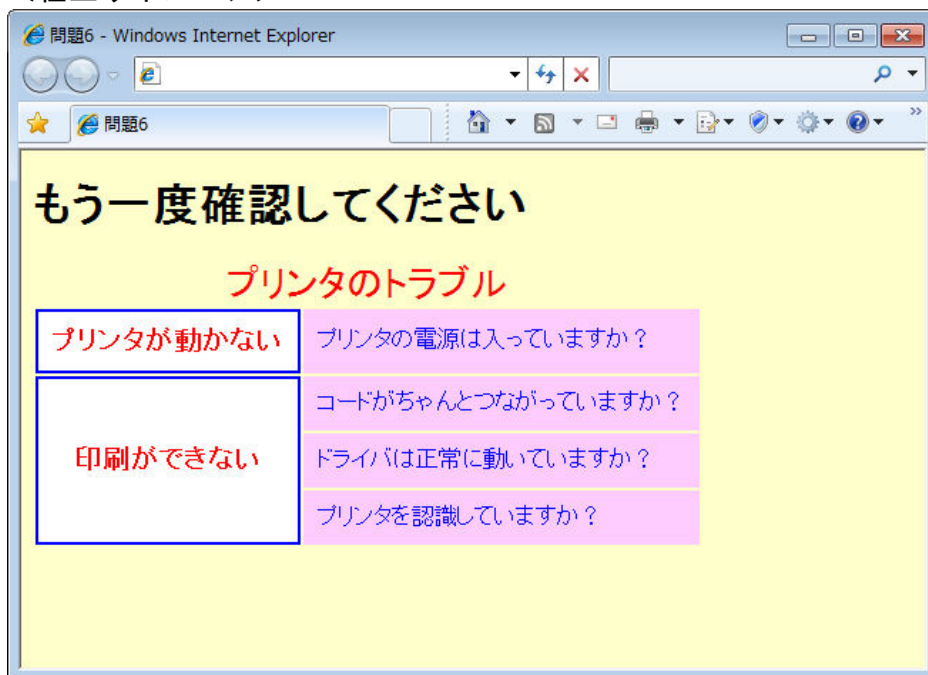 問題6 - Windows Internet Explorer
問題6
もう一度確認してください
プリンタのトラブル
プリンタが動かない
プリンタの電源は入っていますか？
印刷ができない
コードがちゃんとつながっていますか？
ドライバは正常に動いていますか？
プリンタを認識していますか？